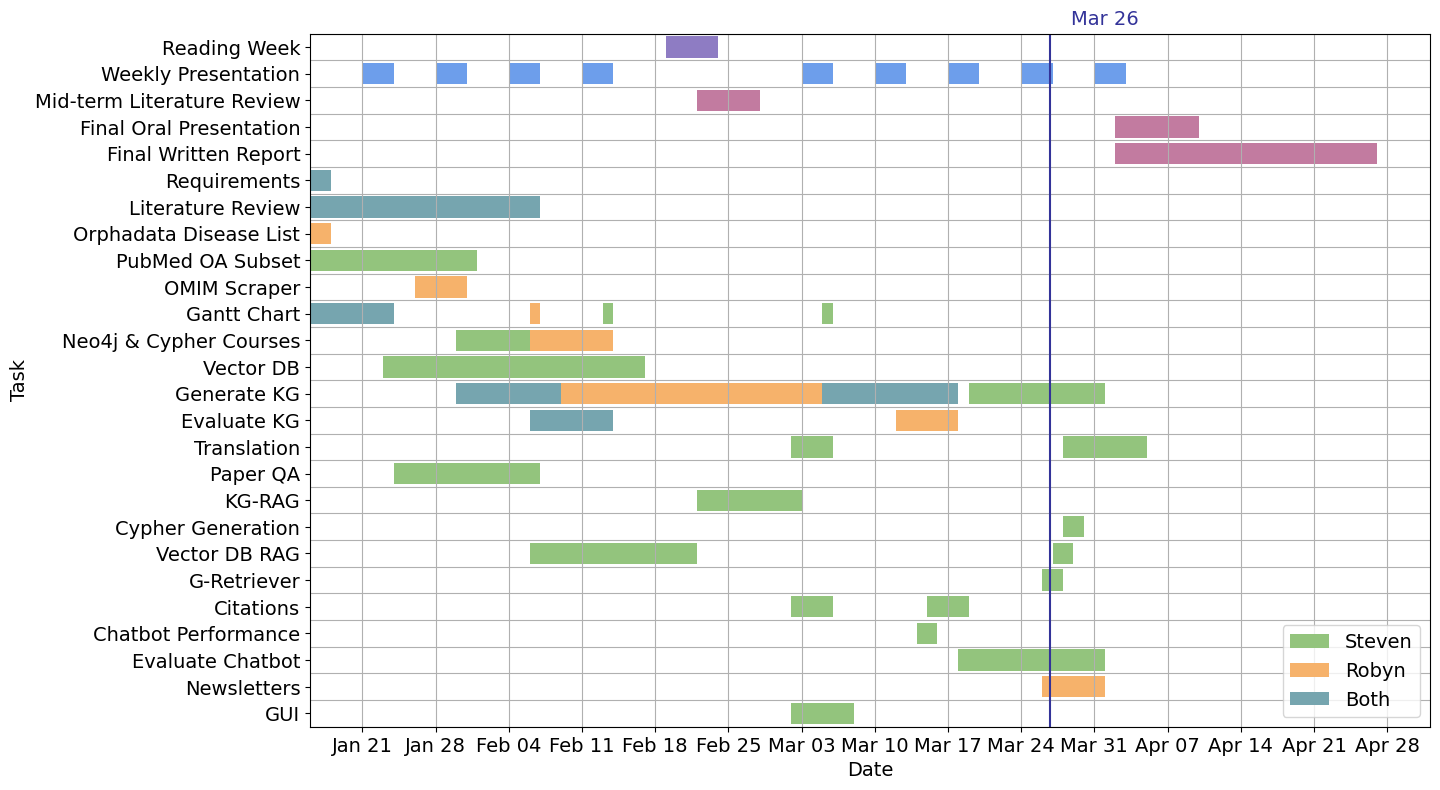 Mar 26
Reading Week
Weekly Presentation
Mid-term Literature Review
Final Oral Presentation
Final Written Report
Requirements
Literature Review
Orphadata Disease List
PubMed OA Subset
OMIM Scraper
Gantt Chart
Neo4j & Cypher Courses
Vector DB
Generate KG
Evaluate KG
Translation
Paper QA
KG-RAG
Cypher Generation
Vector DB RAG
G-Retriever
Citations
Chatbot Performance
Evaluate Chatbot
Newsletters
GUI
Task
Steven
Robyn
Both
Jan 21 Jan 28 Feb 04 Feb 11 Feb 18 Feb 25 Mar 03 Mar 10 Mar 17 Mar 24 Mar 31 Apr 07 Apr 14 Apr 21 Apr 28
Date